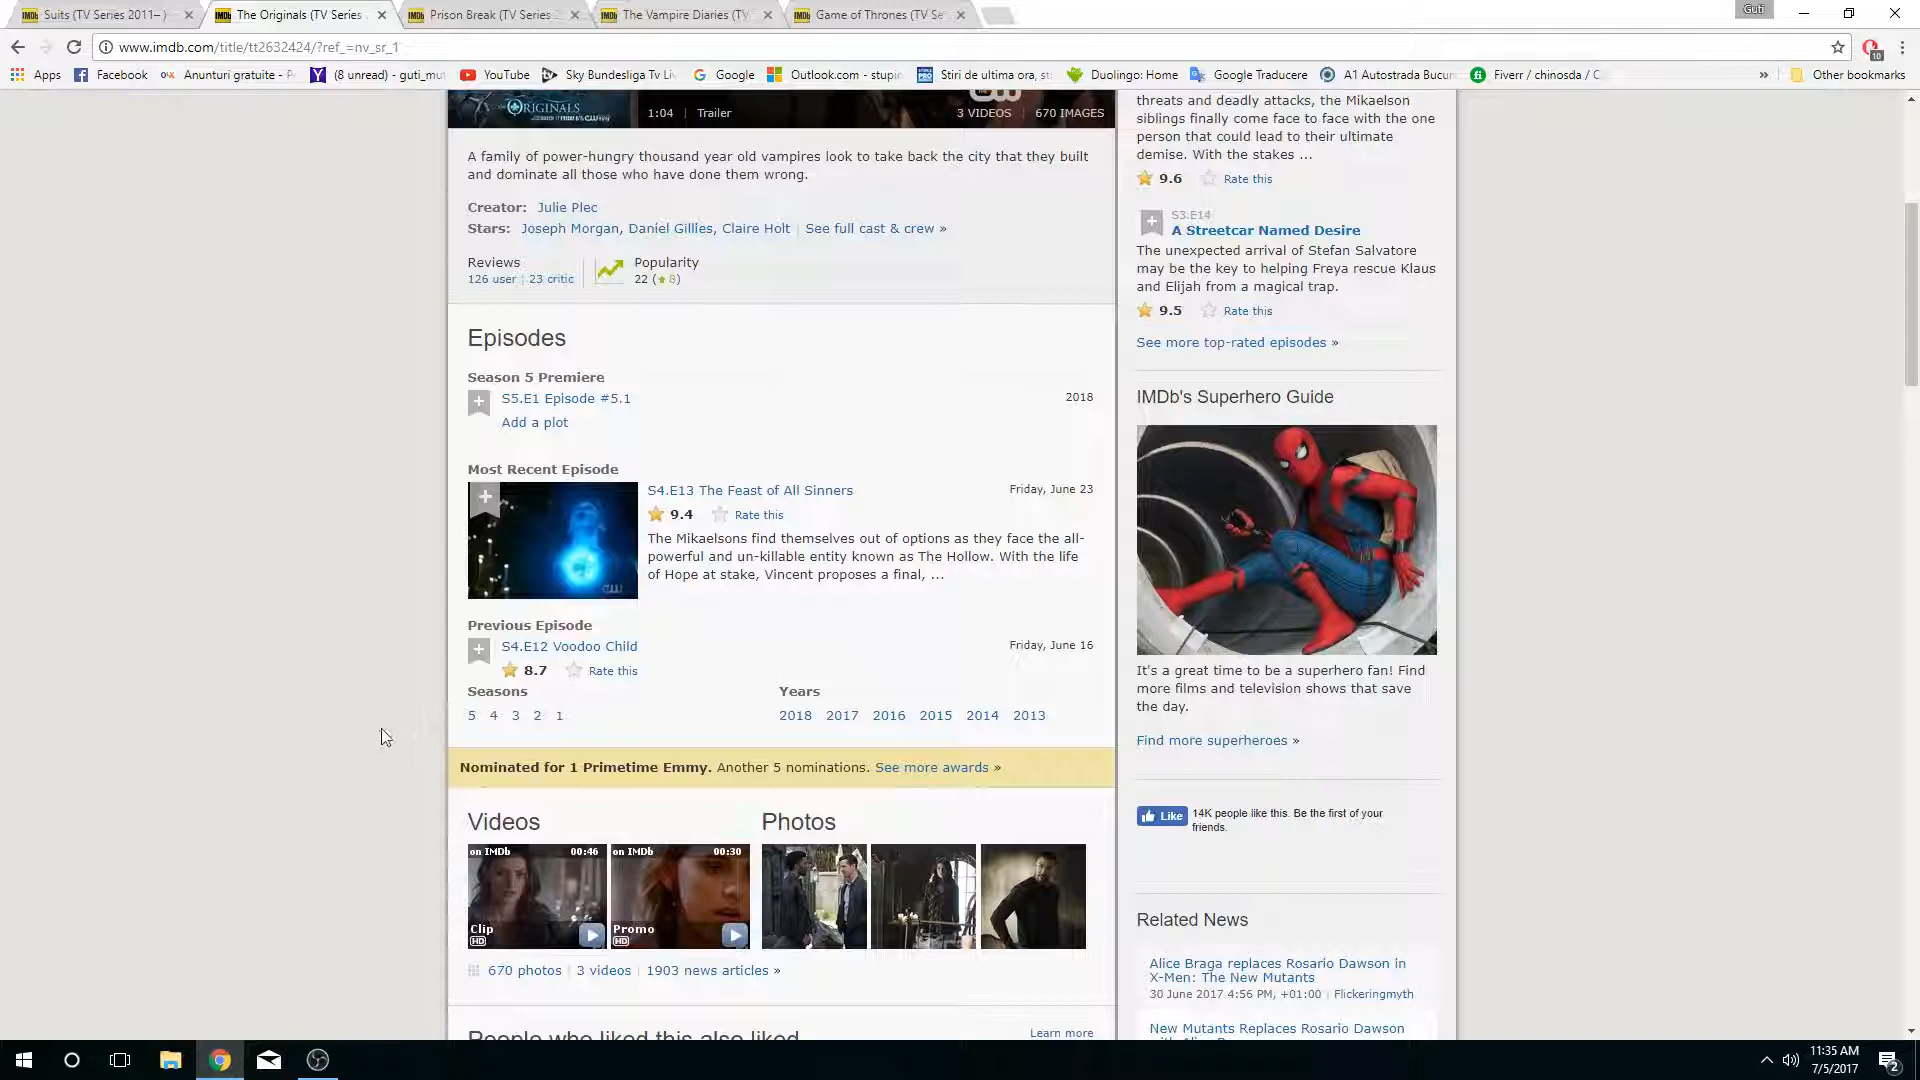 Suits (TV Series 2011– )
The Originals (TV Series
Prison Break (TV Series
The Vampire Diaries (TV
Game of Thrones (TV Se
Guti
www.imdb.com/title/tt2632424/?ref_=nv_sr_1
10
Apps
Facebook
Anunturi gratuite - P
(8 unread) - guti_mu
YouTube
Sky Bundesliga Tv Li
Google
Outlook.com - stupi
Stiri de ultima ora, s
Duolingo: Home
Google Traducere
A1 Autostrada Bucur
Fiverr / chinosda / C
»
Other bookmarks
ORIGINALS
1:04 | Trailer
3 VIDEOS | 670 IMAGES
A family of power-hungry thousand year old vampires look to take back the city that they built
and dominate all those who have done them wrong.
Creator: Julie Plec
Stars: Joseph Morgan, Daniel Gillies, Claire Holt | See full cast & crew »
Reviews
126 user | 23 critic
Popularity
22 (8)
Episodes
Season 5 Premiere
S5.E1 Episode #5.1
2018
Add a plot
Most Recent Episode
S4.E13 The Feast of All Sinners
Friday, June 23
9.4 Rate this
The Mikaelsons find themselves out of options as they face the all-
powerful and un-killable entity known as The Hollow. With the life
of Hope at stake, Vincent proposes a final, ...
CW
Previous Episode
S4.E12 Voodoo Child
Friday, June 16
8.7 Rate this
Seasons
5 4 3 2 1
Years
2018 2017 2016 2015 2014 2013
Nominated for 1 Primetime Emmy. Another 5 nominations. See more awards »
Videos
on IMDb 00:46
Clip
HD
on IMDb 00:30
Promo
HD
Photos
670 photos | 3 videos | 1903 news articles »
People who liked this also liked
Learn more
threats and deadly attacks, the Mikaelson
siblings finally come face to face with the one
person that could lead to their ultimate
demise. With the stakes ...
9.6 Rate this
S3.E14
A Streetcar Named Desire
The unexpected arrival of Stefan Salvatore
may be the key to helping Freya rescue Klaus
and Elijah from a magical trap.
9.5 Rate this
See more top-rated episodes »
IMDb's Superhero Guide
It's a great time to be a superhero fan! Find
more films and television shows that save
the day.
Find more superheroes »
Like
14K people like this. Be the first of your
friends.
Related News
Alice Braga replaces Rosario Dawson in
X-Men: The New Mutants
30 June 2017 4:56 PM, +01:00 | Flickeringmyth
New Mutants Replaces Rosario Dawson
11:35 AM
7/5/2017
2